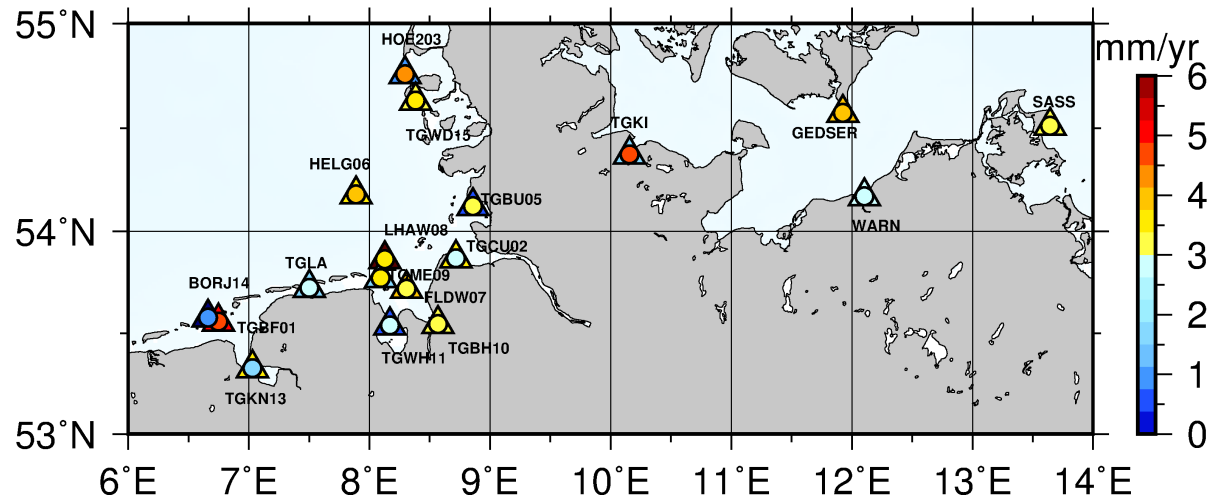 55˚N
HOE203
mm/yr
6
TGWD15
TGKI
GEDSER
SASS
5
HELG06
TGBU05
4
54˚N
LHAW08
TGCU02
WARN
3
TGLA
TGME09
BORJ14
FLDW07
2
TGBF01
TGWH11
TGBH10
1
TGKN13
53˚N
0
6˚E 7˚E 8˚E 9˚E 10˚E 11˚E 12˚E 13˚E 14˚E